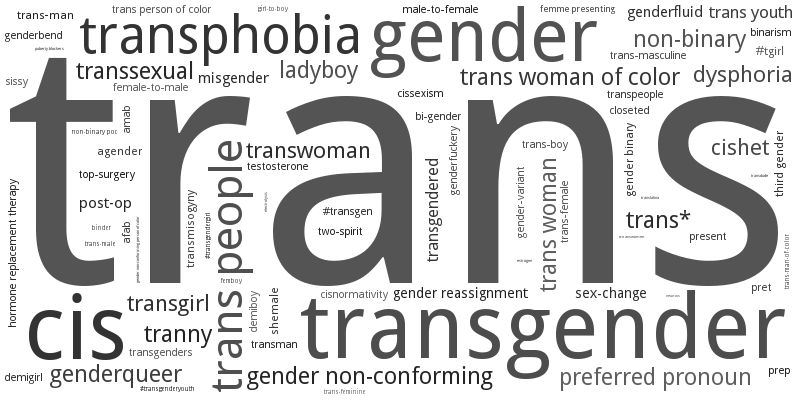 trans-man
trans person of color
girl-to-boy
male-to-female
femme presenting
genderfluid
trans youth
genderbend
transphobia
gender
non-binary
binarism
puberty blockers
#tgirl
trans-masculine
transsexual
misgender
ladyboy
trans woman of color
dysphoria
sissy
female-to-male
cissexism
transpeople
closeted
trans
amab
bi-gender
non-binary poc
agender
transwoman
trans-boy
cishet
third gender
gender binary
genderfuckery
testosterone
top-surgery
transgendered
gender-variant
trans woman
trans-female
hormone replacement therapy
post-op
transmisogyny
#transgendergirl
trans people
#transgen
two-spirit
trans*
present
binder
afab
trans-male
trans-man of color
femboy
pret
cis
transgirl
demiboy
shemale
cisnormativity
gender reassignment
sex-change
transgender
tranny
transgenders
transman
demigirl
genderqueer
#transgenderyouth
gender non-conforming
trans-feminine
preferred pronoun
prep